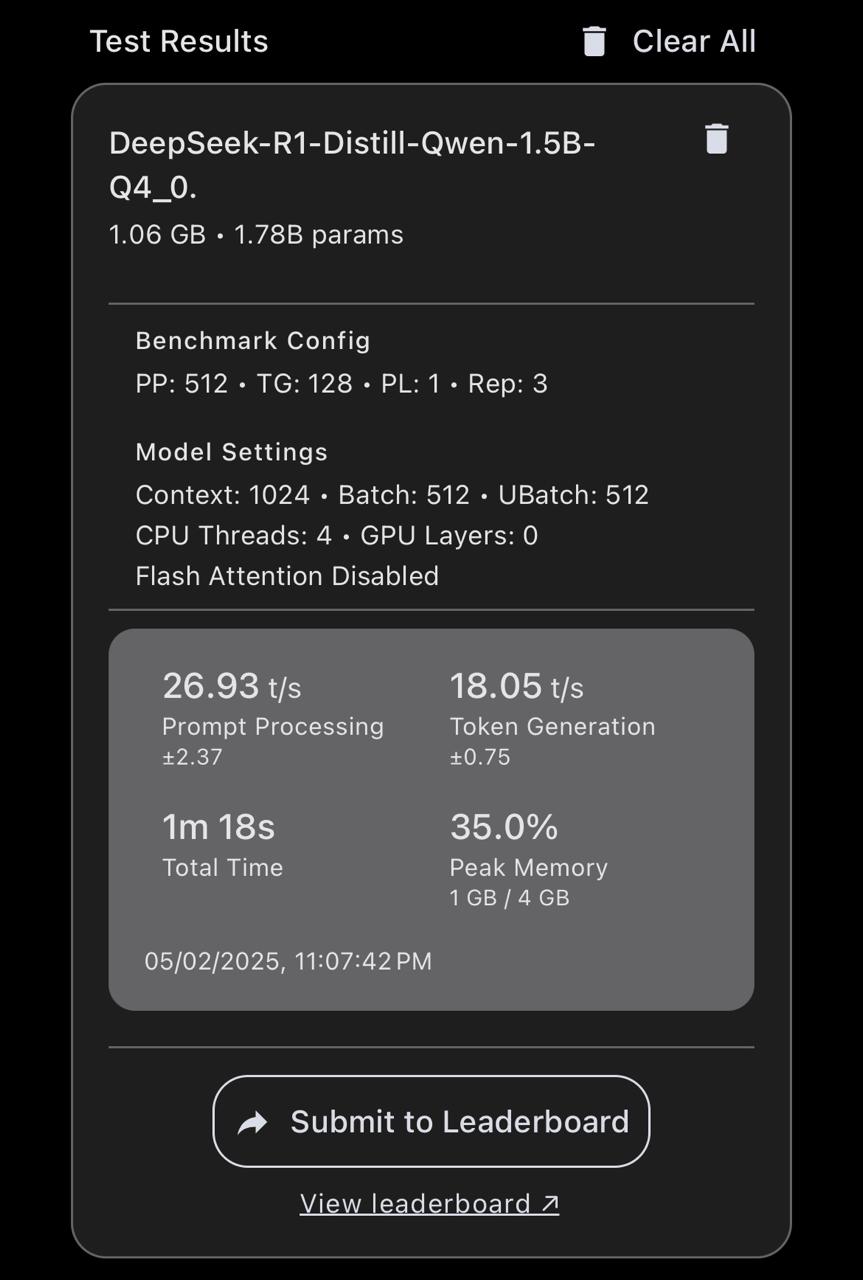 Test Results
Clear All
DeepSeek-R1-Distill-Qwen-1.5B-
Q4_0.
1.06 GB • 1.78B params
Benchmark Config
PP: 512 • TG: 128 • PL: 1 • Rep: 3
Model Settings
Context: 1024 • Batch: 512 • UBatch: 512
CPU Threads: 4 • GPU Layers: 0
Flash Attention Disabled
26.93 t/s
Prompt Processing
±2.37
18.05 t/s
Token Generation
±0.75
1m 18s
Total Time
35.0%
Peak Memory
1 GB / 4 GB
05/02/2025, 11:07:42 PM
Submit to Leaderboard
View leaderboard ↗